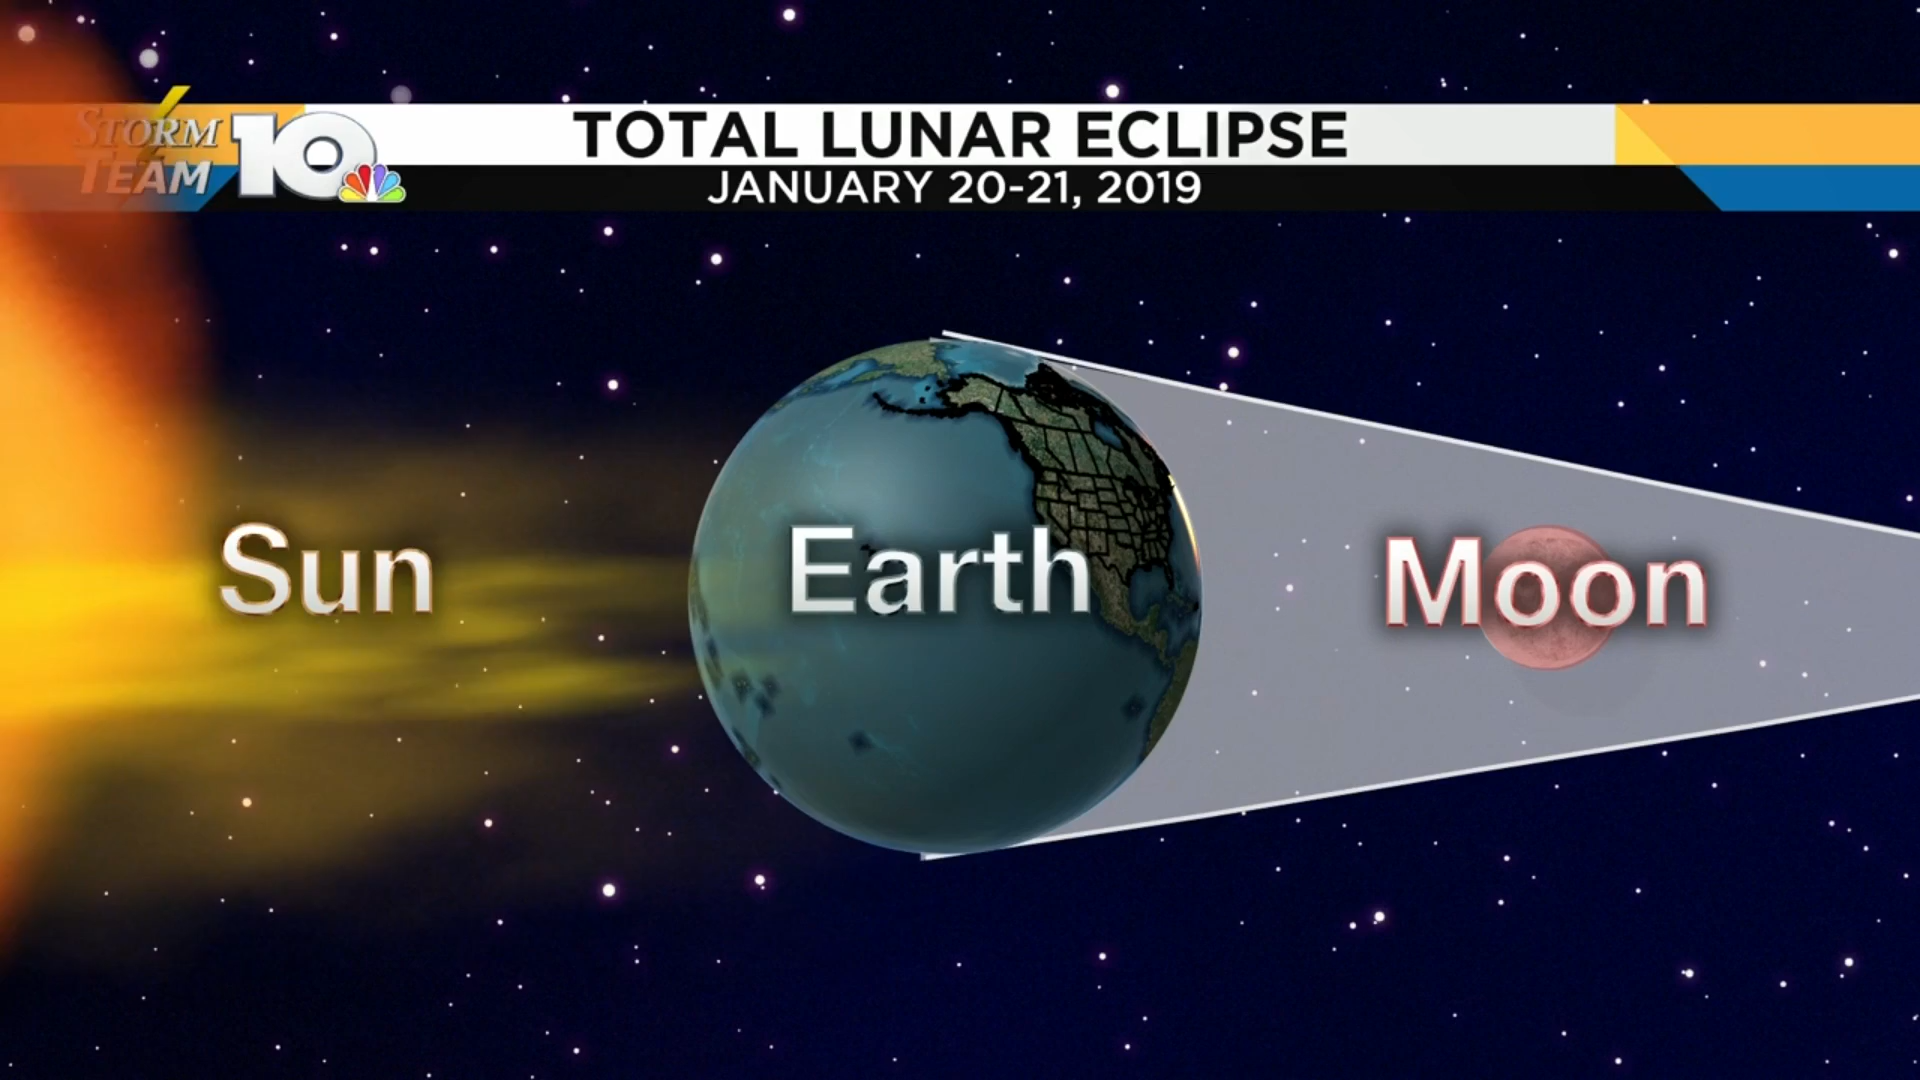 STORM
TEAM
10
TOTAL LUNAR ECLIPSE
JANUARY 20-21, 2019
Sun
Earth
Moon